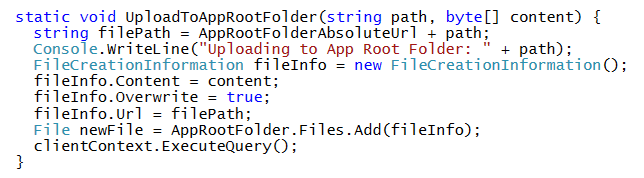 static void UploadToAppRootFolder(string path, byte[] content) {
  string filePath = AppRootFolderAbsoluteUrl + path;
  Console.WriteLine("Uploading to App Root Folder: " + path);
  FileCreationInformation fileInfo = new FileCreationInformation();
  fileInfo.Content = content;
  fileInfo.Overwrite = true;
  fileInfo.Url = filePath;
  File newFile = AppRootFolder.Files.Add(fileInfo);
  clientContext.ExecuteQuery();
}